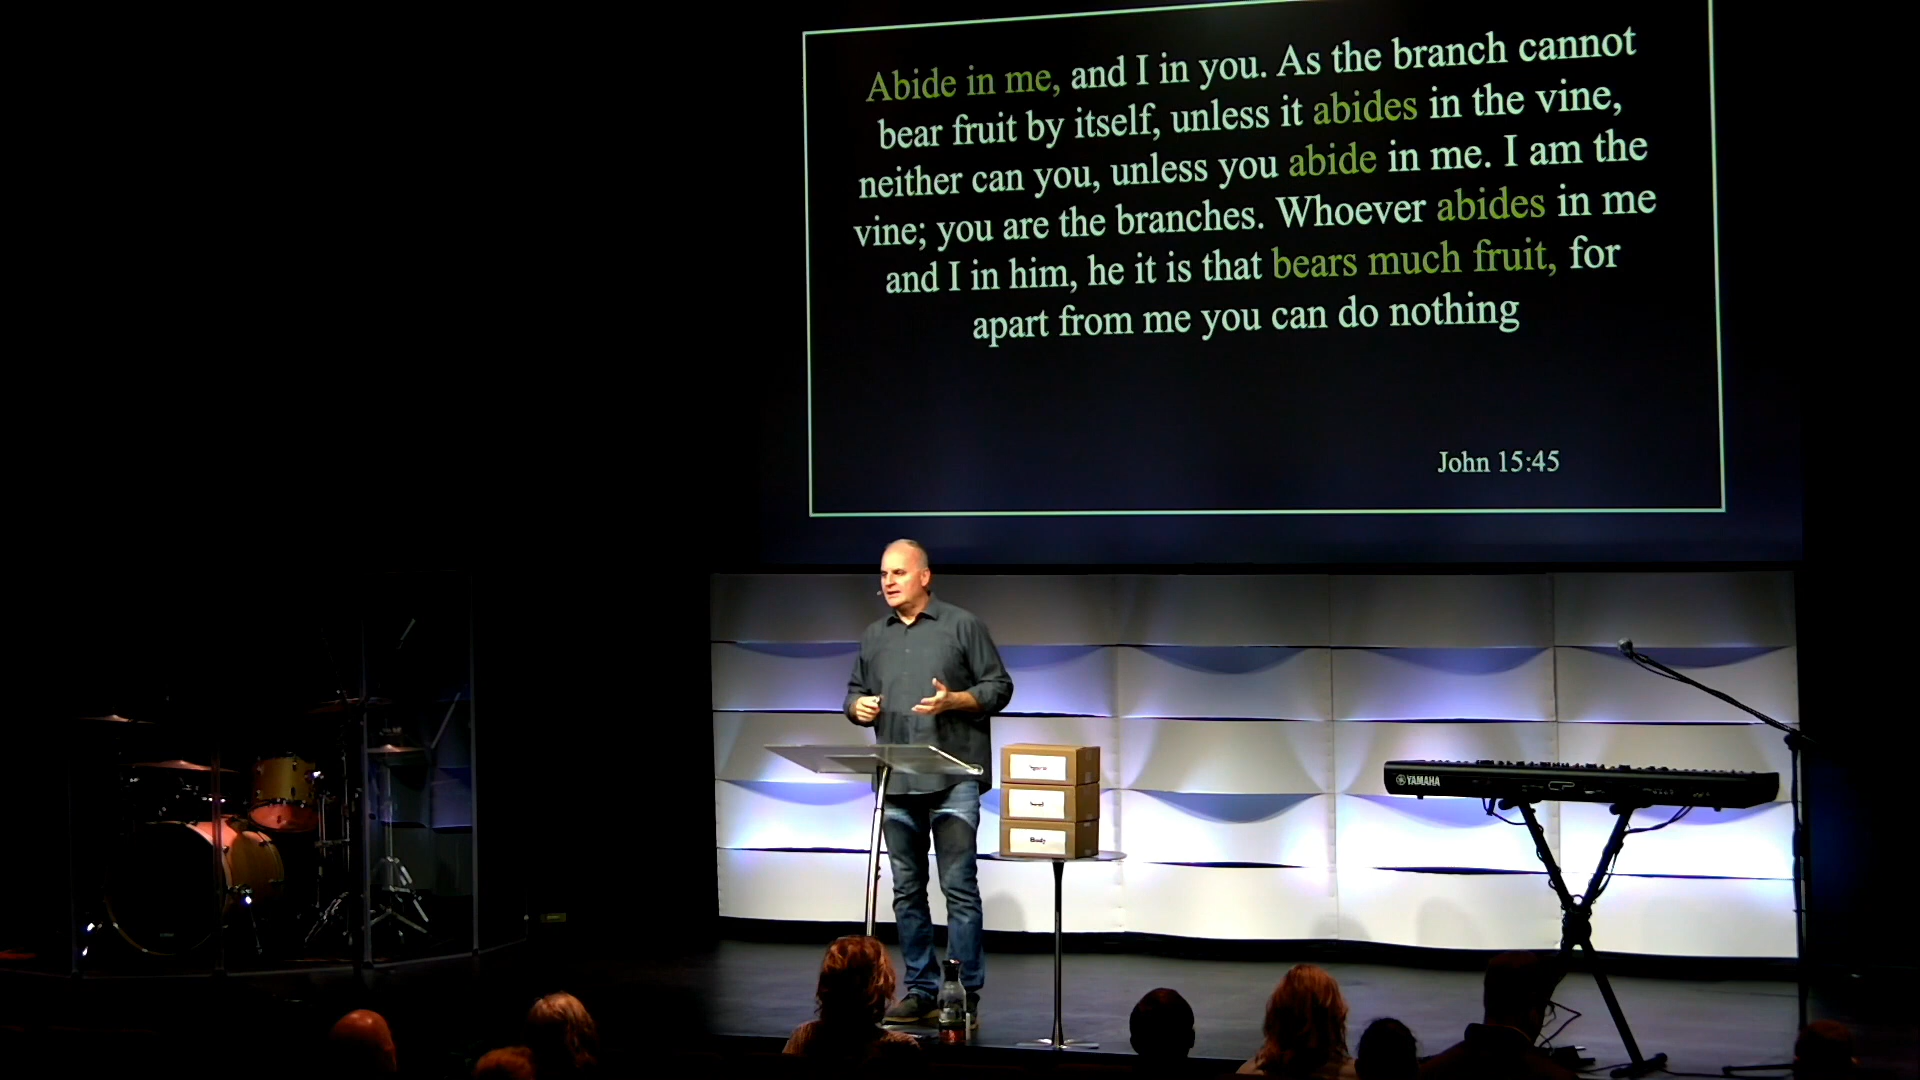 Abide in me, and I in you. As the branch cannot
bear fruit by itself, unless it abides in the vine,
neither can you, unless you abide in me. I am the
vine; you are the branches. Whoever abides in me
and I in him, he it is that bears much fruit, for
apart from me you can do nothing
John 15:45
YAMAHA
Body